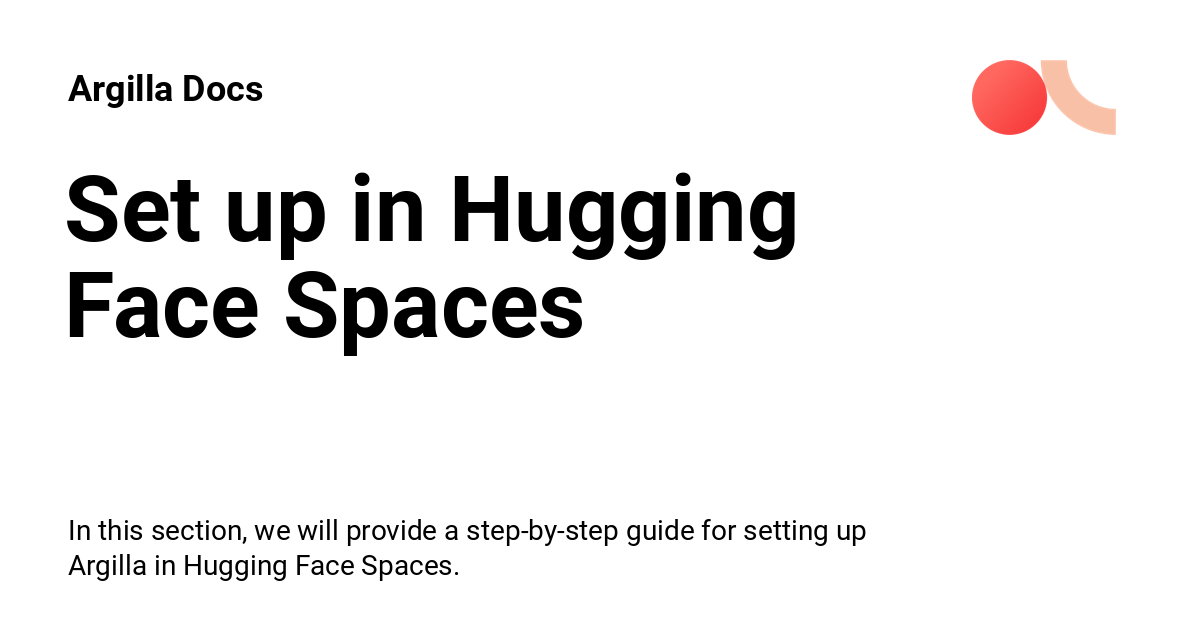 Argilla Docs
Set up in Hugging
Face Spaces
In this section, we will provide a step-by-step guide for setting up
Argilla in Hugging Face Spaces.